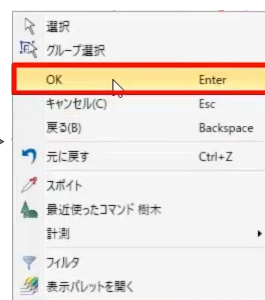 選択
グループ選択
OK Enter
キャンセル(C) Esc
戻る(B) Backspace
元に戻す Ctrl+Z
スポイト
最近使ったコマンド 樹木
計測
フィルタ
表示パレットを開く